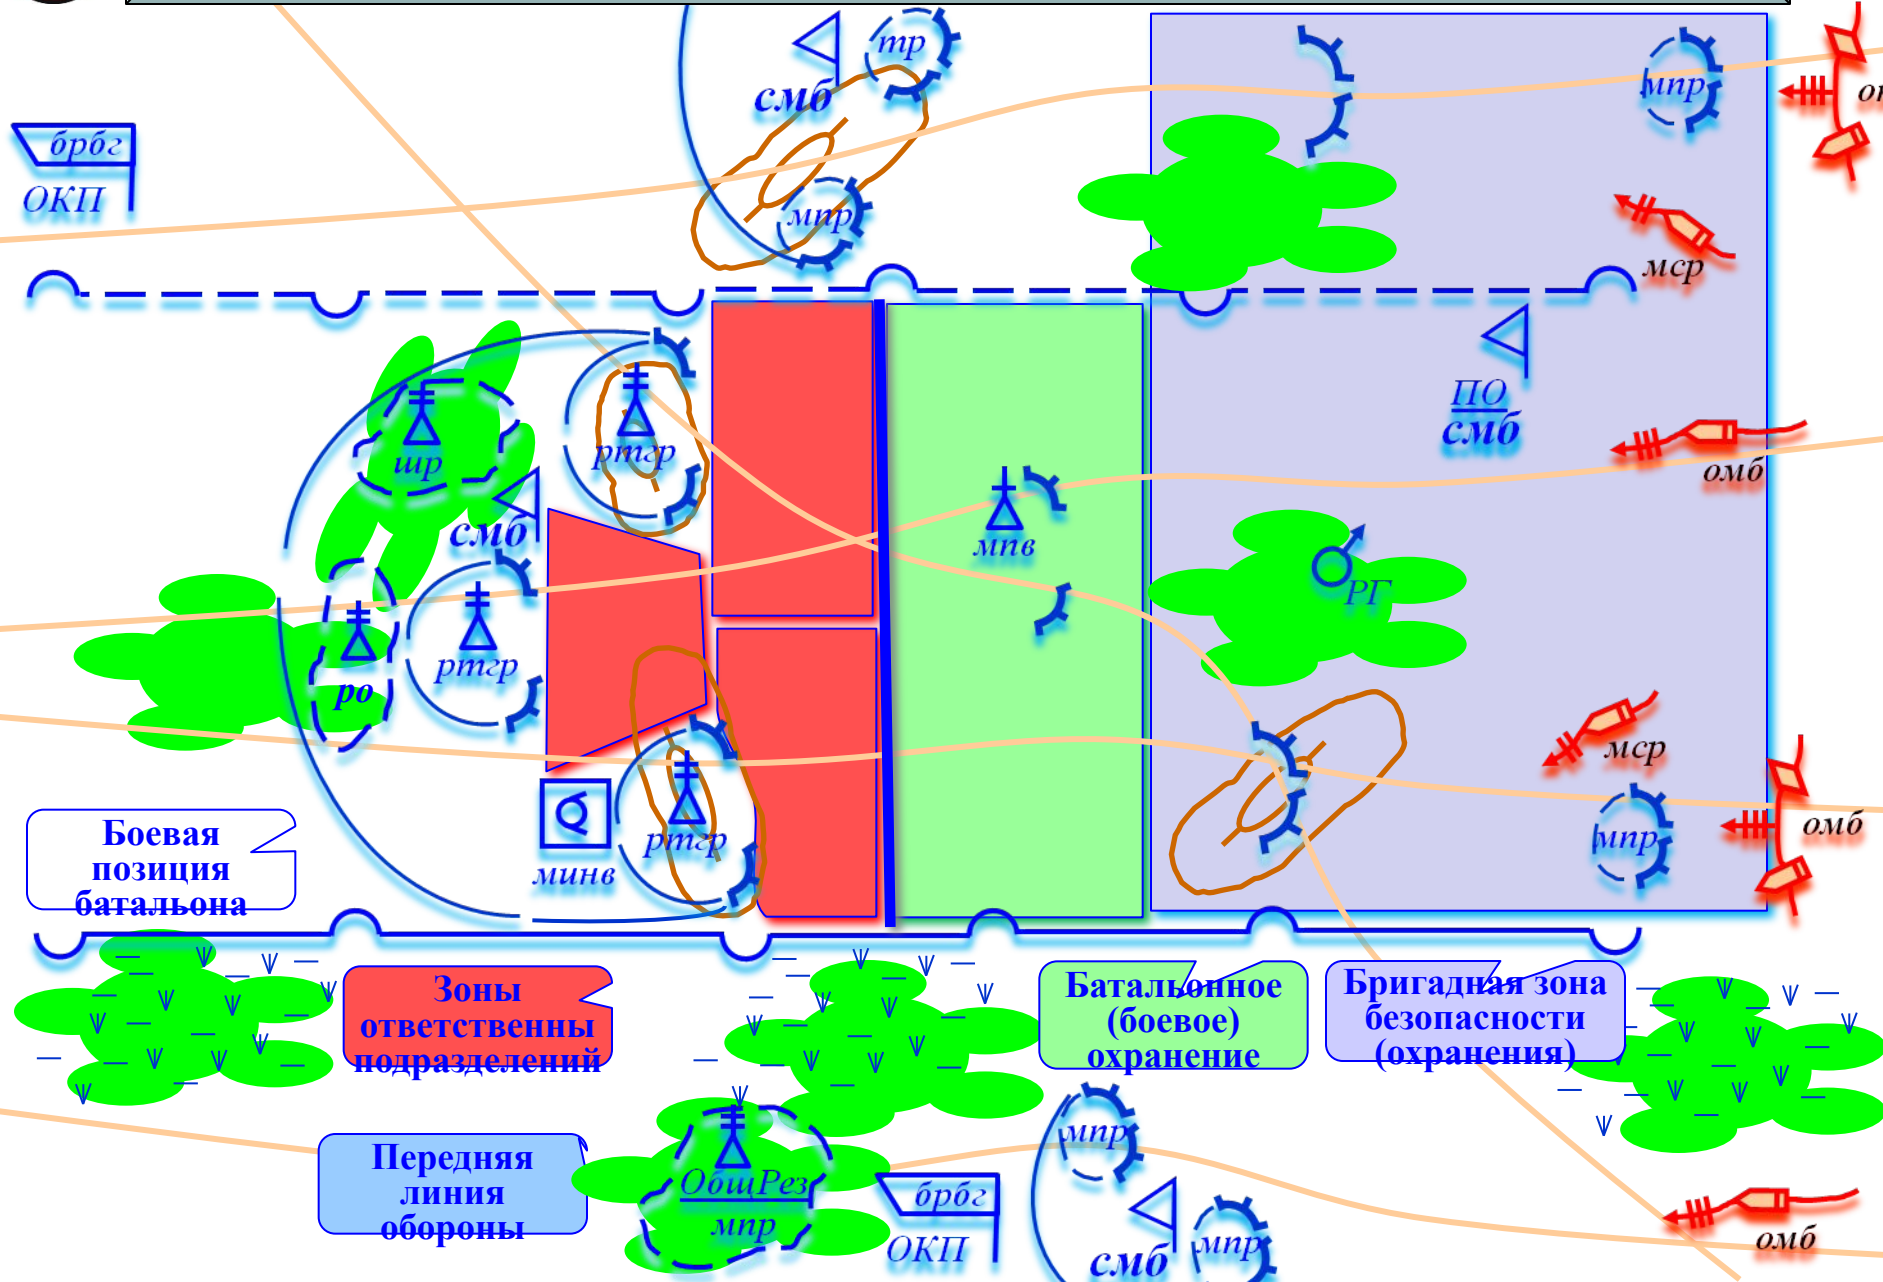 тр
смб
мпр
брбг
ОКП
мпр
мср
ПО
смб
шр
ртгр
смб
омб
мпв
РГ
ртгр
ро
мср
ртгр
минв
мпр
омб
Боевая
позиция
батальона
Зоны
ответственны
подразделений
Батальонное
(боевое)
охранение
Бригадная зона
безопасности
(охранения)
Передняя
линия
обороны
мпр
ОбщРез
мпр
брбг
ОКП
смб
мпр
омб